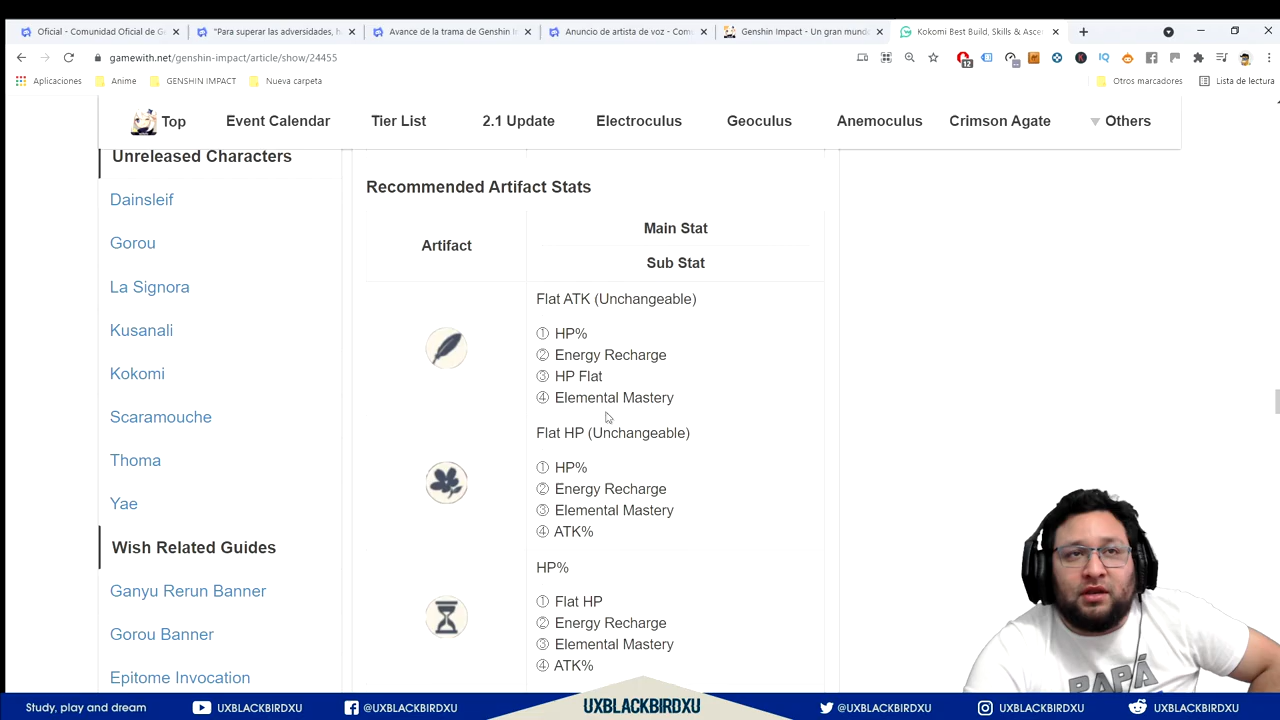 Oficial - Comunidad Oficial de G
"Para superar las adversidades, h
Avance de la trama de Genshin I
Anuncio de artista de voz - Com
Genshin Impact - Un gran mund
Kokomi Best Build, Skills & Asce
gamewith.net/genshin-impact/article/show/24455
12
Aplicaciones
Anime
GENSHIN IMPACT
Nueva carpeta
Otros marcadores
Lista de lectura
Top
Event Calendar
Tier List
2.1 Update
Electroculus
Geoculus
Anemoculus
Crimson Agate
Others
Unreleased Characters
Dainsleif
Gorou
La Signora
Kusanali
Kokomi
Scaramouche
Thoma
Yae
Wish Related Guides
Ganyu Rerun Banner
Gorou Banner
Epitome Invocation
Recommended Artifact Stats
Artifact
Main Stat
Sub Stat
Flat ATK (Unchangeable)
① HP%
② Energy Recharge
③ HP Flat
④ Elemental Mastery
Flat HP (Unchangeable)
① HP%
② Energy Recharge
③ Elemental Mastery
④ ATK%
HP%
① Flat HP
② Energy Recharge
③ Elemental Mastery
④ ATK%
PAPÁ
Study, play and dream
UXBLACKBIRDXU
@UXBLACKBIRDXU
UXBLACKBIRDXU
@UXBLACKBIRDXU
UXBLACKBIRDXU
UXBLACKBIRDXU